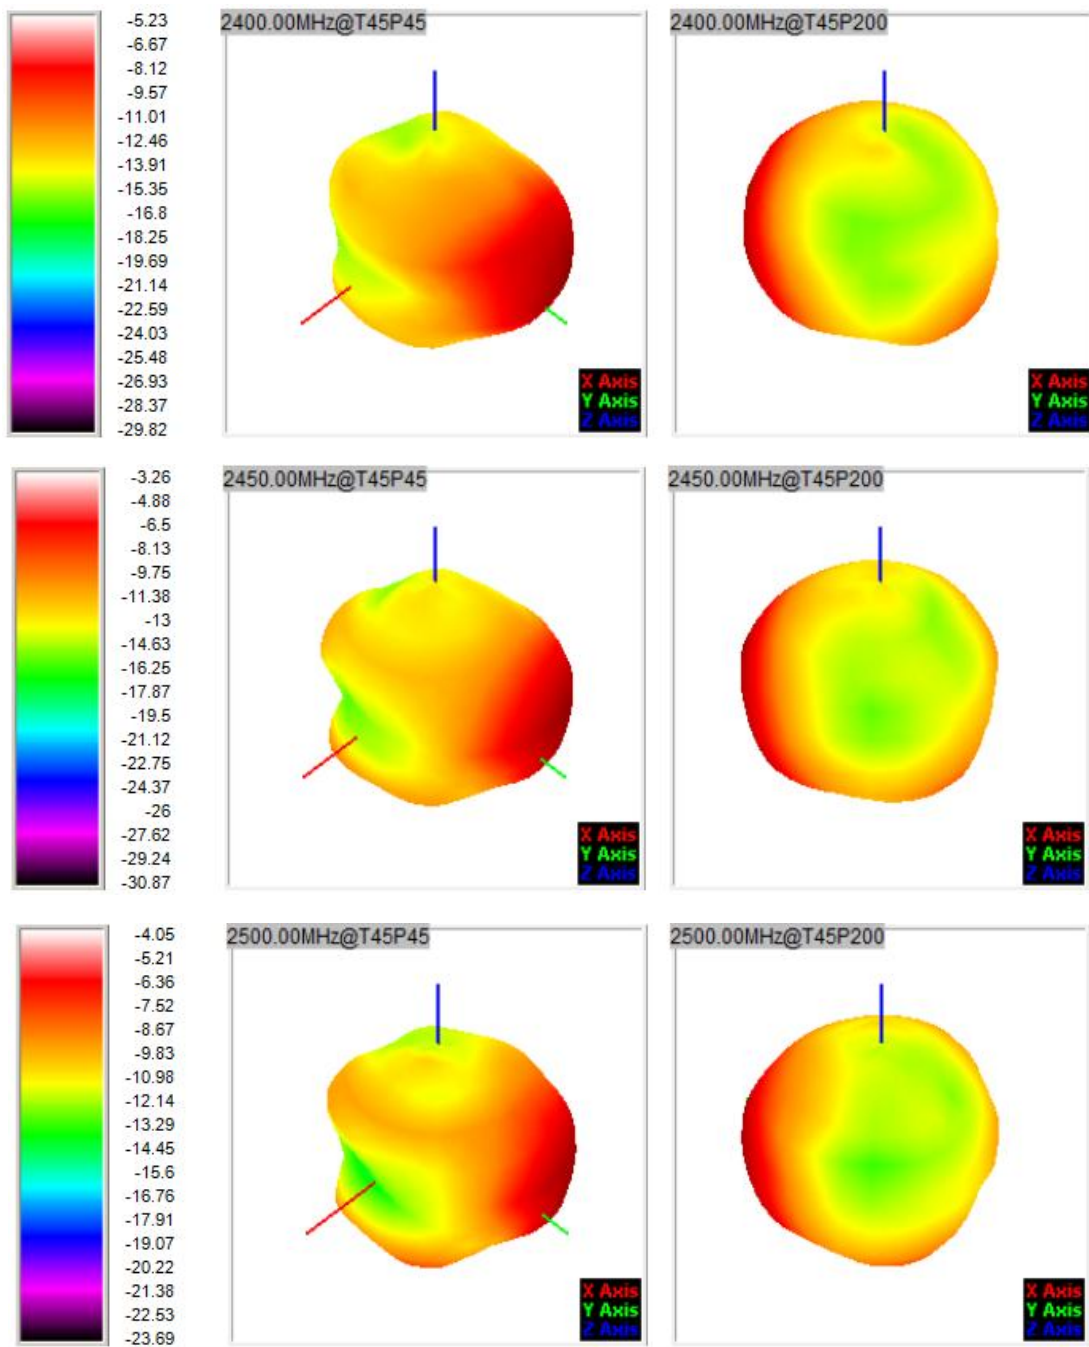 -5.23
-6.67
-8.12
-9.57
-11.01
-12.46
-13.91
-15.35
-16.8
-18.25
-19.69
-21.14
-22.59
-24.03
-25.48
-26.93
-28.37
-29.82
2400.00MHz@T45P45
X Axis
Y Axis
Z Axis
2400.00MHz@T45P200
X Axis
Y Axis
Z Axis
-3.26
-4.88
-6.5
-8.13
-9.75
-11.38
-13
-14.63
-16.25
-17.87
-19.5
-21.12
-22.75
-24.37
-26
-27.62
-29.24
-30.87
2450.00MHz@T45P45
X Axis
Y Axis
Z Axis
2450.00MHz@T45P200
X Axis
Y Axis
Z Axis
-4.05
-5.21
-6.36
-7.52
-8.67
-9.83
-10.98
-12.14
-13.29
-14.45
-15.6
-16.76
-17.91
-19.07
-20.22
-21.38
-22.53
-23.69
2500.00MHz@T45P45
X Axis
Y Axis
Z Axis
2500.00MHz@T45P200
X Axis
Y Axis
Z Axis